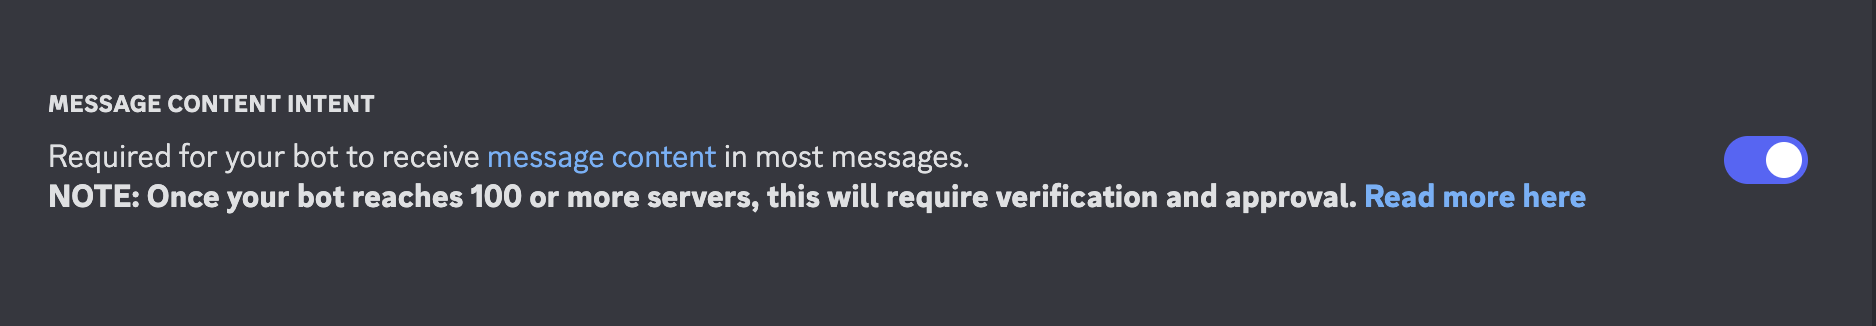 MESSAGE CONTENT INTENT
Required for your bot to receive message content in most messages.
NOTE: Once your bot reaches 100 or more servers, this will require verification and approval. Read more here